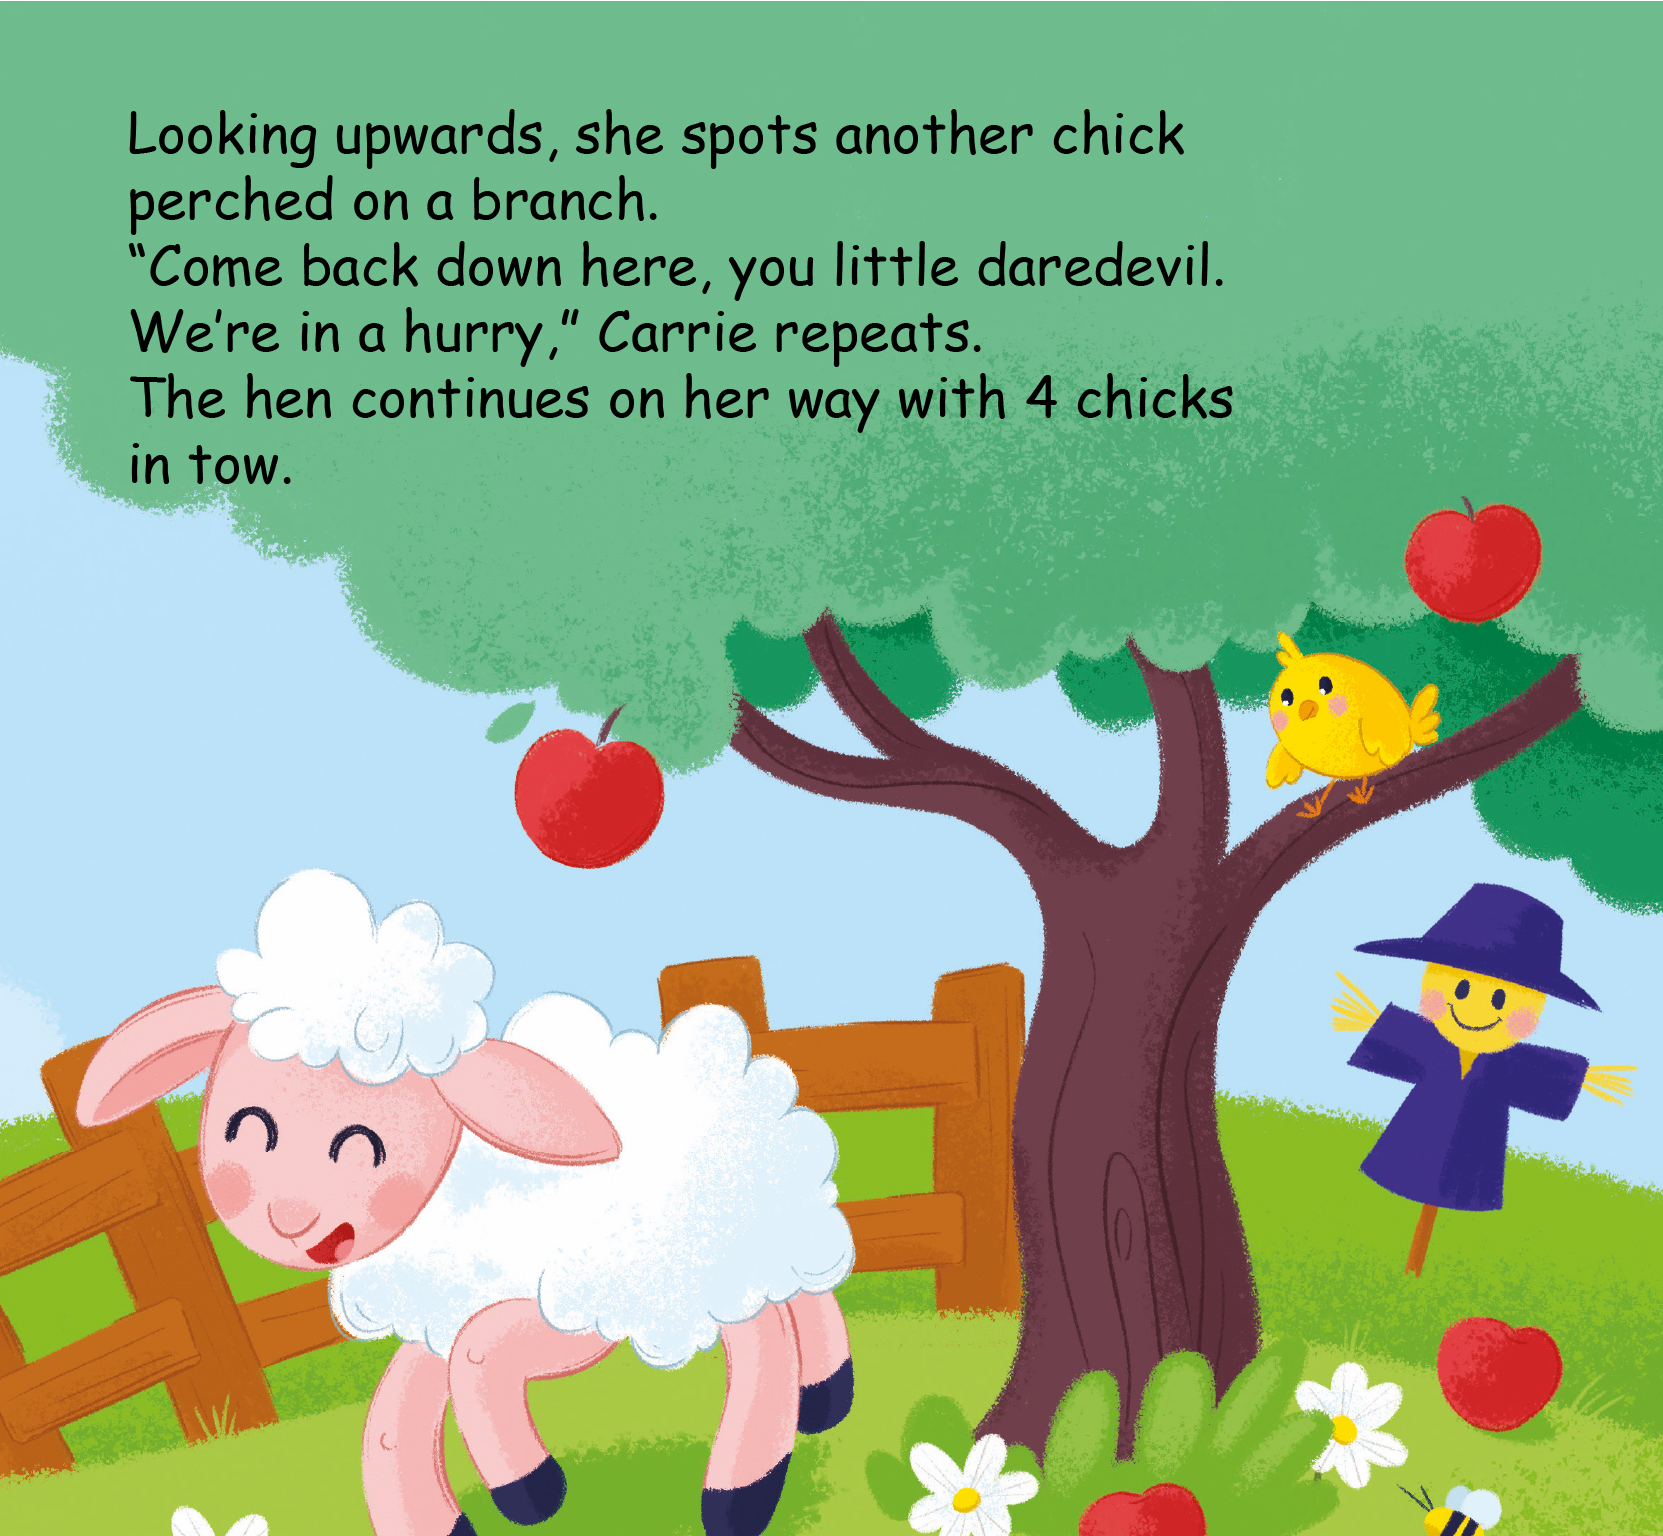 Looking upwards, she spots another chick
perched on a branch.
“Come back down here, you little daredevil.
We’re in a hurry,” Carrie repeats.
The hen continues on her way with 4 chicks
in tow.